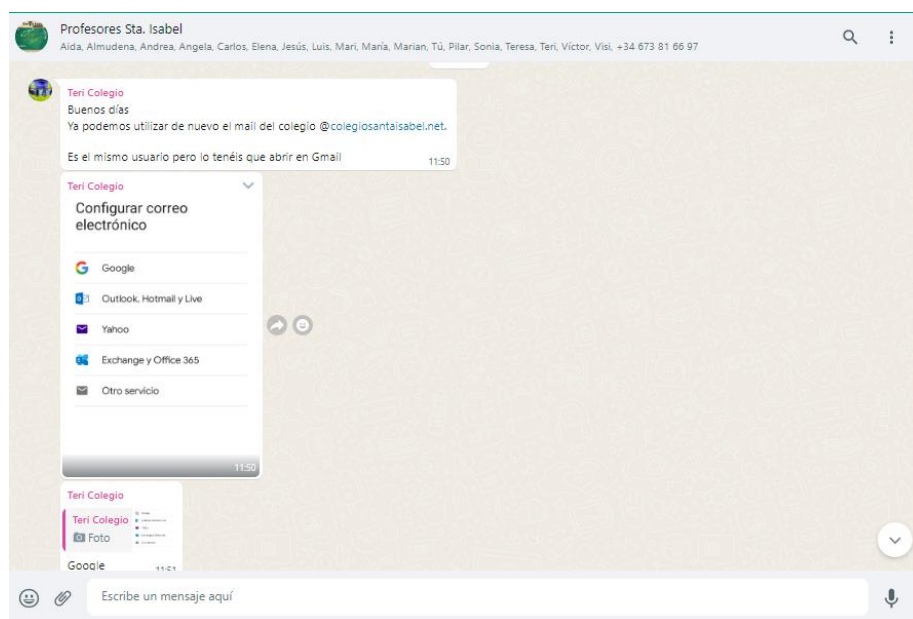 Profesores Sta. Isabel
Aida, Almudena, Andrea, Angela, Carlos, Elena, Jesús, Luis, Mari, María, Marian, Tú, Pilar, Sonia, Teresa, Teri, Víctor, Visi, +34 673 81 66 97
Teri Colegio
Buenos días
Ya podemos utilizar de nuevo el mail del colegio @colegiosantaisabel.net.
Es el mismo usuario pero lo tenéis que abrir en Gmail
11:50
Teri Colegio
Configurar correo
electrónico
Google
Outlook, Hotmail y Live
Yahoo
Exchange y Office 365
Otro servicio
11:50
Teri Colegio
Teri Colegio
Foto
Google
11:51
Escribe un mensaje aquí